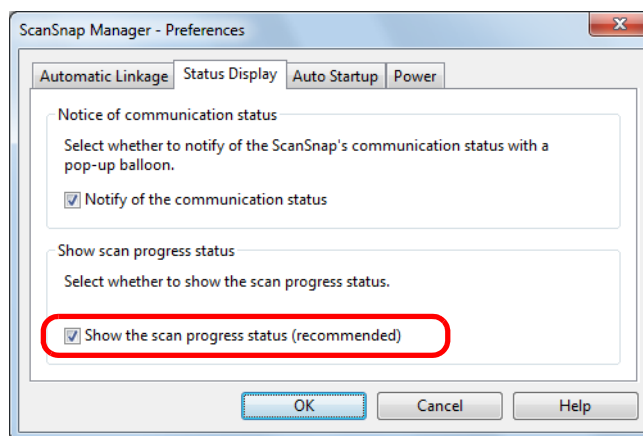 ScanSnap Manager - Preferences
Automatic Linkage Status Display Auto Startup Power
Notice of communication status
Select whether to notify of the ScanSnap's communication status with a
pop-up balloon.
Notify of the communication status
Show scan progress status
Select whether to show the scan progress status.
Show the scan progress status (recommended)
OK Cancel Help